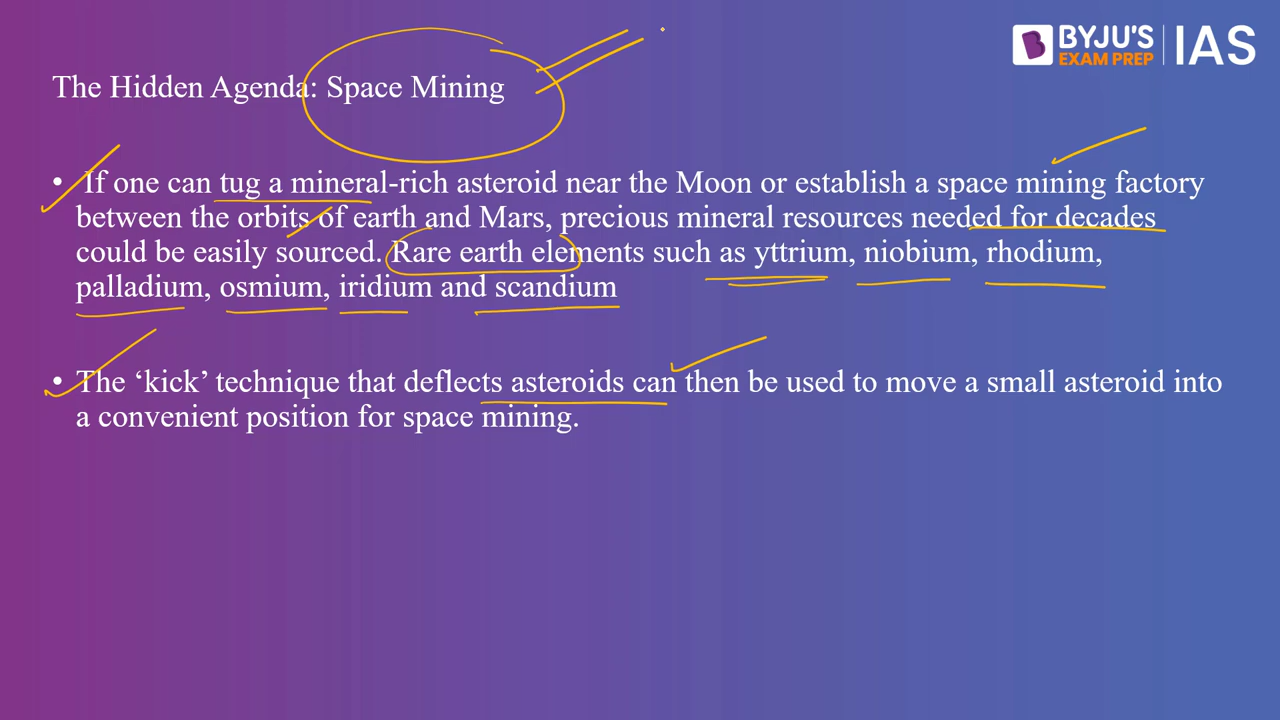 BYJU'S
EXAM PREP
IAS
The Hidden Agenda: Space Mining
• If one can tug a mineral-rich asteroid near the Moon or establish a space mining factory
between the orbits of earth and Mars, precious mineral resources needed for decades
could be easily sourced. Rare earth elements such as yttrium, niobium, rhodium,
palladium, osmium, iridium and scandium
• The ‘kick’ technique that deflects asteroids can then be used to move a small asteroid into
a convenient position for space mining.